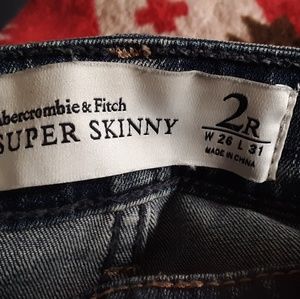 Abercrombie & Fitch
SUPER SKINNY
2R
W 26 L 31
MADE IN CHINA